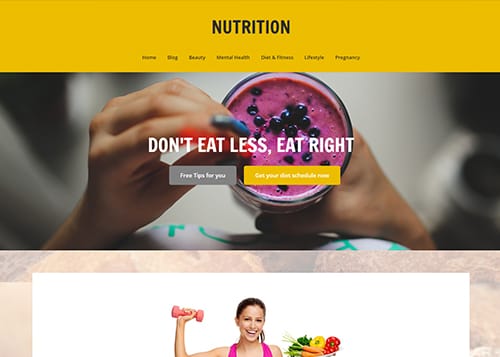 NUTRITION
Home Blog Beauty Mental Health Diet & Fitness Lifestyle Pregnancy
DON'T EAT LESS, EAT RIGHT
Free Tips for you Get your diet schedule now